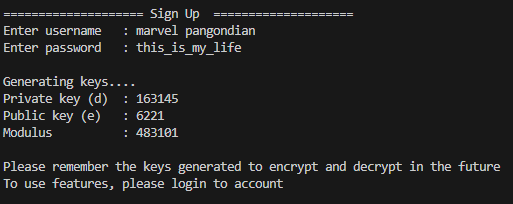 ==================== Sign Up ====================
Enter username   : marvel pangondian
Enter password   : this_is_my_life
Generating keys....
Private key (d)  : 163145
Public key (e)   : 6221
Modulus          : 483101
Please remember the keys generated to encrypt and decrypt in the future
To use features, please login to account